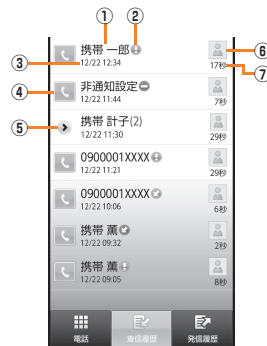 ① ②
携帯 一郎
③ 12/22 12:34 17秒 ⑥
⑦
④ 非通知設定
12/22 11:44 7秒
⑤ 携帯 計子(2)
12/22 11:30 29秒
0900001XXXX
12/22 11:21 29秒
0900001XXXX
12/22 10:06 6秒
携帯 薫
12/22 09:32 2秒
携帯 薫
12/22 09:05 8秒
電話 着信履歴 発信履歴